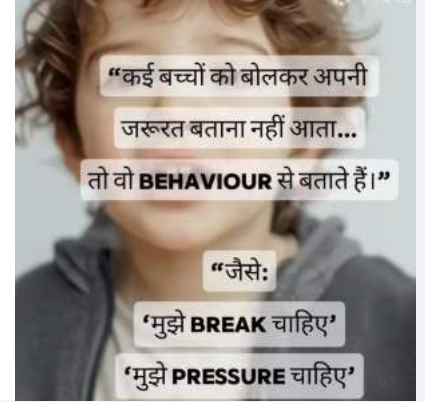 “कई बच्चों को बोलकर अपनी
जरूरत बताना नहीं आता...
तो वो BEHAVIOUR से बताते हैं।”
“जैसे:
‘मुझे BREAK चाहिए’
‘मुझे PRESSURE चाहिए’